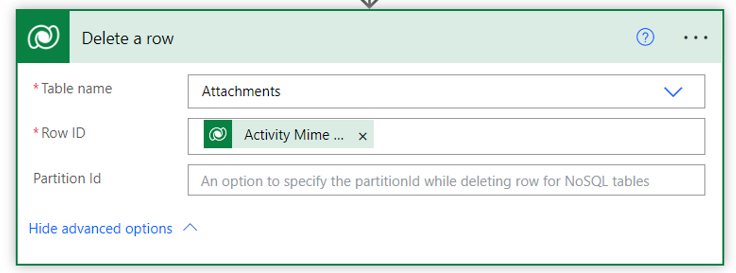 Delete a row
* Table name
Attachments
* Row ID
Activity Mime ...
Partition Id
An option to specify the partitionId while deleting row for NoSQL tables
Hide advanced options